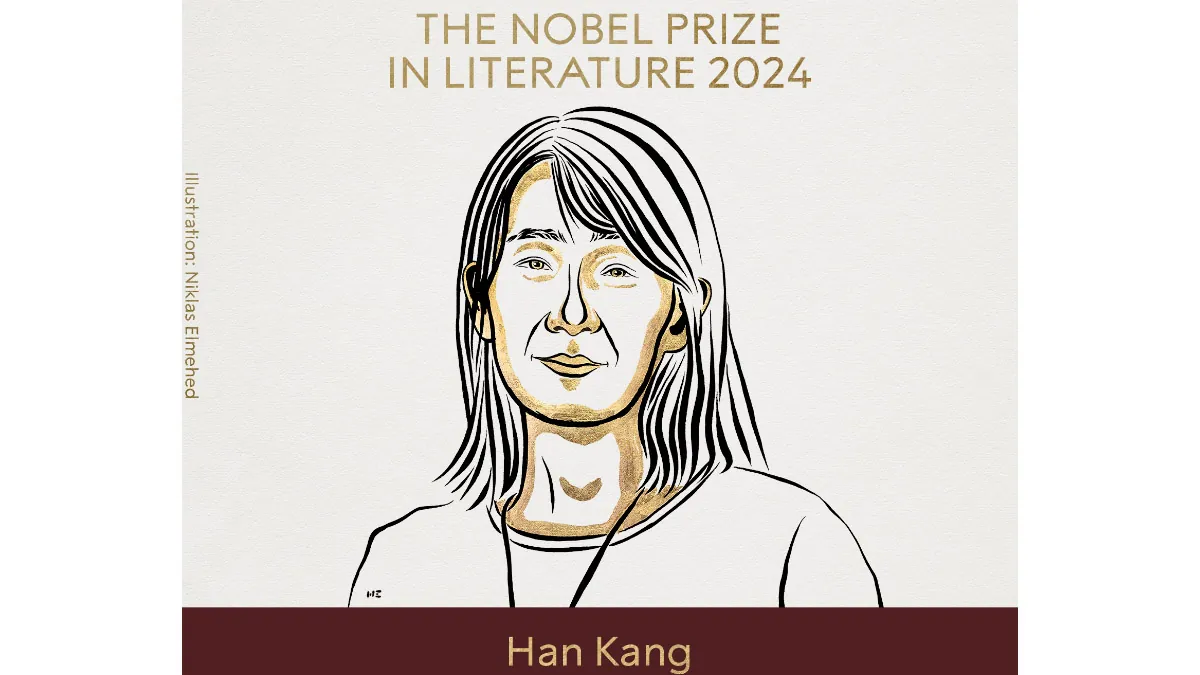 THE NOBEL PRIZE
IN LITERATURE 2024
Illustration: Niklas Elmehed
Han Kang